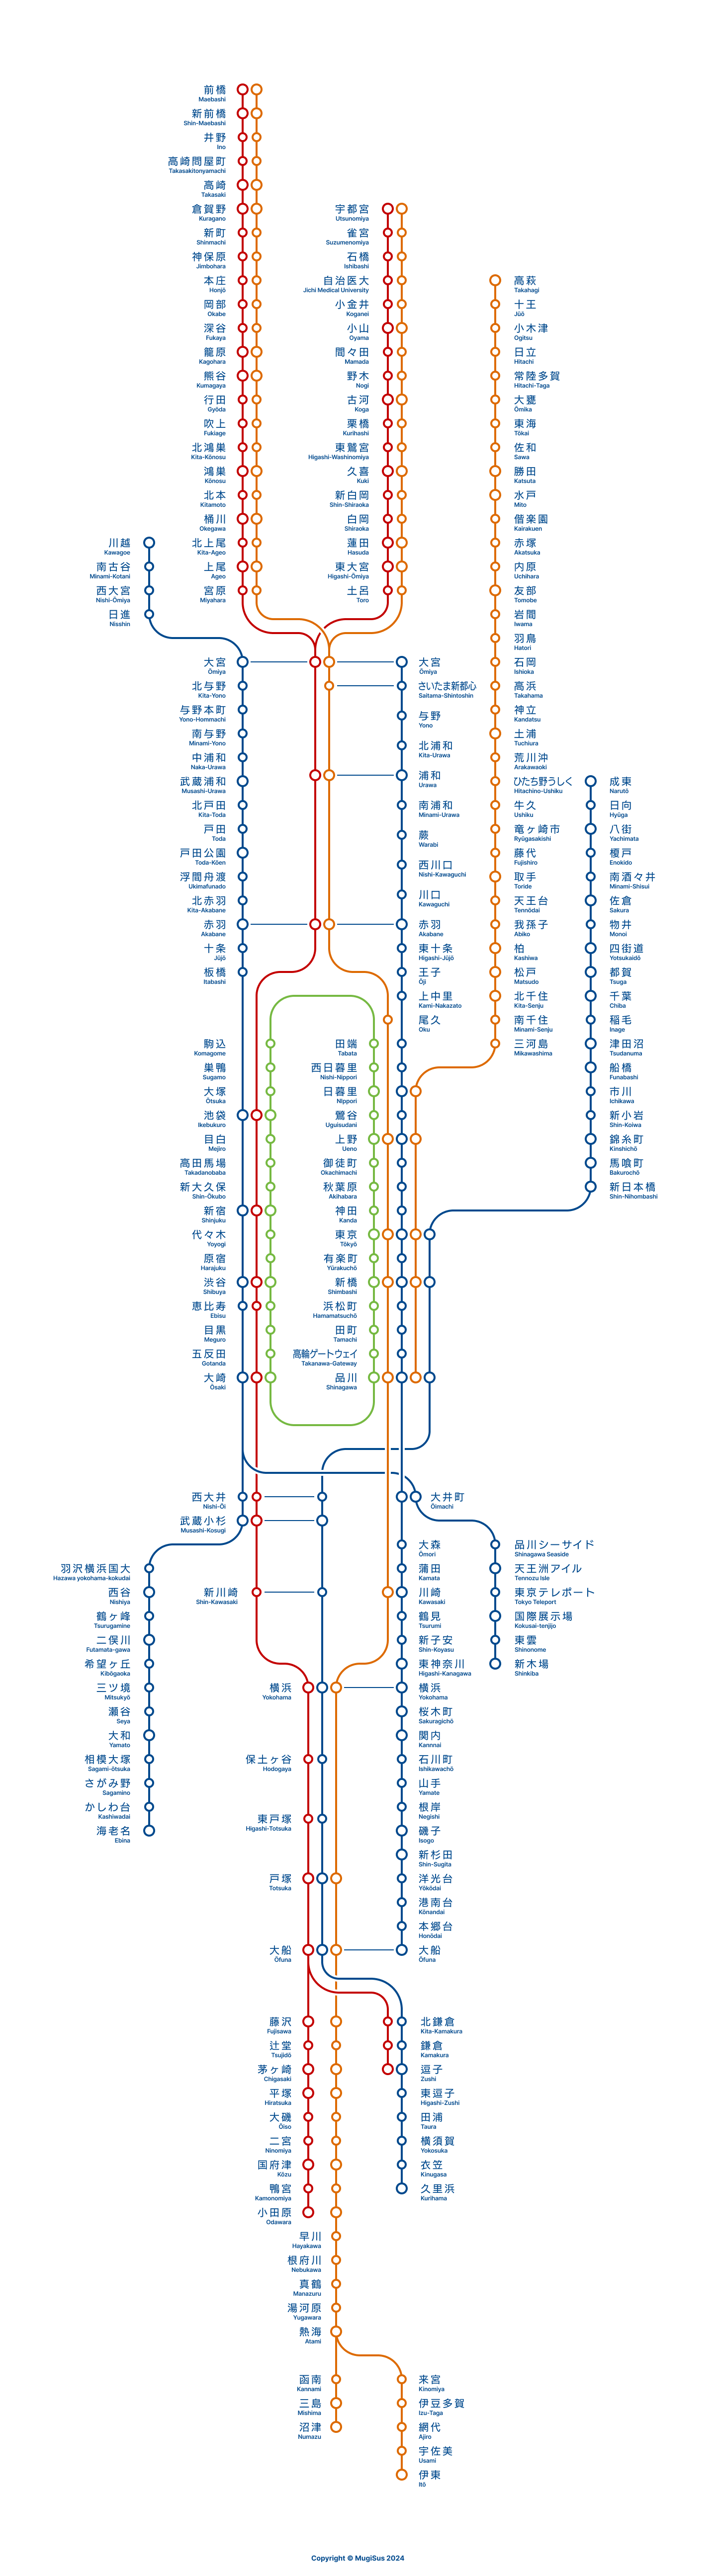 前橋
Maebashi
新前橋
Shin-Maebashi
井野
Ino
高崎問屋町
Takasakitonyamachi
高崎
Takasaki
倉賀野
Kuragano
新町
Shinmachi
神保原
Jimbohara
本庄
Honjō
岡部
Okabe
深谷
Fukaya
籠原
Kagohara
熊谷
Kumagaya
行田
Gyōda
吹上
Fukiage
北鴻巣
Kita-Kōnosu
鴻巣
Kōnosu
北本
Kitamoto
桶川
Okegawa
北上尾
Kita-Ageo
上尾
Ageo
宮原
Miyahara
宇都宮
Utsunomiya
雀宮
Suzumenomiya
石橋
Ishibashi
自治医大
Jichi Medical University
小金井
Koganei
小山
Oyama
間々田
Mamada
野木
Nogi
古河
Koga
栗橋
Kurihashi
東鷲宮
Higashi-Washinomiya
久喜
Kuki
新白岡
Shin-Shiraoka
白岡
Shiraoka
蓮田
Hasuda
東大宮
Higashi-Ōmiya
土呂
Toro
川越
Kawagoe
南古谷
Minami-Kotani
西大宮
Nishi-Ōmiya
日進
Nisshin
大宮
Ōmiya
北与野
Kita-Yono
与野本町
Yono-Hommachi
南与野
Minami-Yono
中浦和
Naka-Urawa
武蔵浦和
Musashi-Urawa
北戸田
Kita-Toda
戸田
Toda
戸田公園
Toda-Kōen
浮間舟渡
Ukimafunado
北赤羽
Kita-Akabane
赤羽
Akabane
十条
Jūjō
板橋
Itabashi
大宮
Ōmiya
さいたま新都心
Saitama-Shintoshin
与野
Yono
北浦和
Kita-Urawa
浦和
Urawa
南浦和
Minami-Urawa
蕨
Warabi
西川口
Nishi-Kawaguchi
川口
Kawaguchi
赤羽
Akabane
東十条
Higashi-Jūjō
王子
Ōji
上中里
Kami-Nakazato
尾久
Oku
高萩
Takahagi
十王
Jūō
小木津
Ogitsu
日立
Hitachi
常陸多賀
Hitachi-Taga
大甕
Ōmika
東海
Tōkai
佐和
Sawa
勝田
Katsuta
水戸
Mito
偕楽園
Kairakuen
赤塚
Akatsuka
内原
Uchihara
友部
Tomobe
岩間
Iwama
羽鳥
Hatori
石岡
Ishioka
高浜
Takahama
神立
Kandatsu
土浦
Tuchiura
荒川沖
Arakawaoki
ひたち野うしく
Hitachino-Ushiku
牛久
Ushiku
竜ヶ崎市
Ryūgasakishi
藤代
Fujishiro
取手
Toride
天王台
Tennōdai
我孫子
Abiko
柏
Kashiwa
松戸
Matsudo
北千住
Kita-Senju
南千住
Minami-Senju
三河島
Mikawashima
成東
Narutō
日向
Hyūga
八街
Yachimata
榎戸
Enokido
南酒々井
Minami-Shisui
佐倉
Sakura
物井
Monoi
四街道
Yotsukaidō
都賀
Tsuga
千葉
Chiba
稲毛
Inage
津田沼
Tsudanuma
船橋
Funabashi
市川
Ichikawa
新小岩
Shin-Koiwa
錦糸町
Kinshichō
馬喰町
Bakurochō
新日本橋
Shin-Nihombashi
駒込
Komagome
巣鴨
Sugamo
大塚
Ōtsuka
池袋
Ikebukuro
目白
Mejiro
高田馬場
Takadanobaba
新大久保
Shin-Ōkubo
新宿
Shinjuku
代々木
Yoyogi
原宿
Harajuku
渋谷
Shibuya
恵比寿
Ebisu
目黒
Meguro
五反田
Gotanda
大崎
Ōsaki
田端
Tabata
西日暮里
Nishi-Nippori
日暮里
Nippori
鶯谷
Uguisudani
上野
Ueno
御徒町
Okachimachi
秋葉原
Akihabara
神田
Kanda
東京
Tōkyō
有楽町
Yūrakuchō
新橋
Shimbashi
浜松町
Hamamatsuchō
田町
Tamachi
高輪ゲートウェイ
Takanawa-Gateway
品川
Shinagawa
西大井
Nishi-Ōi
武蔵小杉
Musashi-Kosugi
大井町
Ōimachi
羽沢横浜国大
Hazawa yokohama-kokudai
西谷
Nishiya
鶴ヶ峰
Tsurugamine
二俣川
Futamata-gawa
希望ヶ丘
Kibōgaoka
三ツ境
Mitsukyō
瀬谷
Seya
大和
Yamato
相模大塚
Sagami-ōtsuka
さがみ野
Sagamino
かしわ台
Kashiwadai
海老名
Ebina
新川崎
Shin-Kawasaki
横浜
Yokohama
保土ヶ谷
Hodogaya
東戸塚
Higashi-Totsuka
戸塚
Totsuka
大船
Ōfuna
大森
Ōmori
蒲田
Kamata
川崎
Kawasaki
鶴見
Tsurumi
新子安
Shin-Koyasu
東神奈川
Higashi-Kanagawa
横浜
Yokohama
桜木町
Sakuragichō
関内
Kannnai
石川町
Ishikawachō
山手
Yamate
根岸
Negishi
磯子
Isogo
新杉田
Shin-Sugita
洋光台
Yōkōdai
港南台
Kōnandai
本郷台
Honōdai
大船
Ōfuna
品川シーサイド
Shinagawa Seaside
天王洲アイル
Tennozu Isle
東京テレポート
Tokyo Teleport
国際展示場
Kokusai-tenjijo
東雲
Shinonome
新木場
Shinkiba
藤沢
Fujisawa
辻堂
Tsujidō
茅ヶ崎
Chigasaki
平塚
Hiratsuka
大磯
Ōiso
二宮
Ninomiya
国府津
Kōzu
鴨宮
Kamonomiya
小田原
Odawara
早川
Hayakawa
根府川
Nebukawa
真鶴
Manazuru
湯河原
Yugawara
熱海
Atami
函南
Kannami
三島
Mishima
沼津
Numazu
北鎌倉
Kita-Kamakura
鎌倉
Kamakura
逗子
Zushi
東逗子
Higashi-Zushi
田浦
Taura
横須賀
Yokosuka
衣笠
Kinugasa
久里浜
Kurihama
来宮
Kinomiya
伊豆多賀
Izu-Taga
網代
Ajiro
宇佐美
Usami
伊東
Itō
Copyright © MugiSus 2024